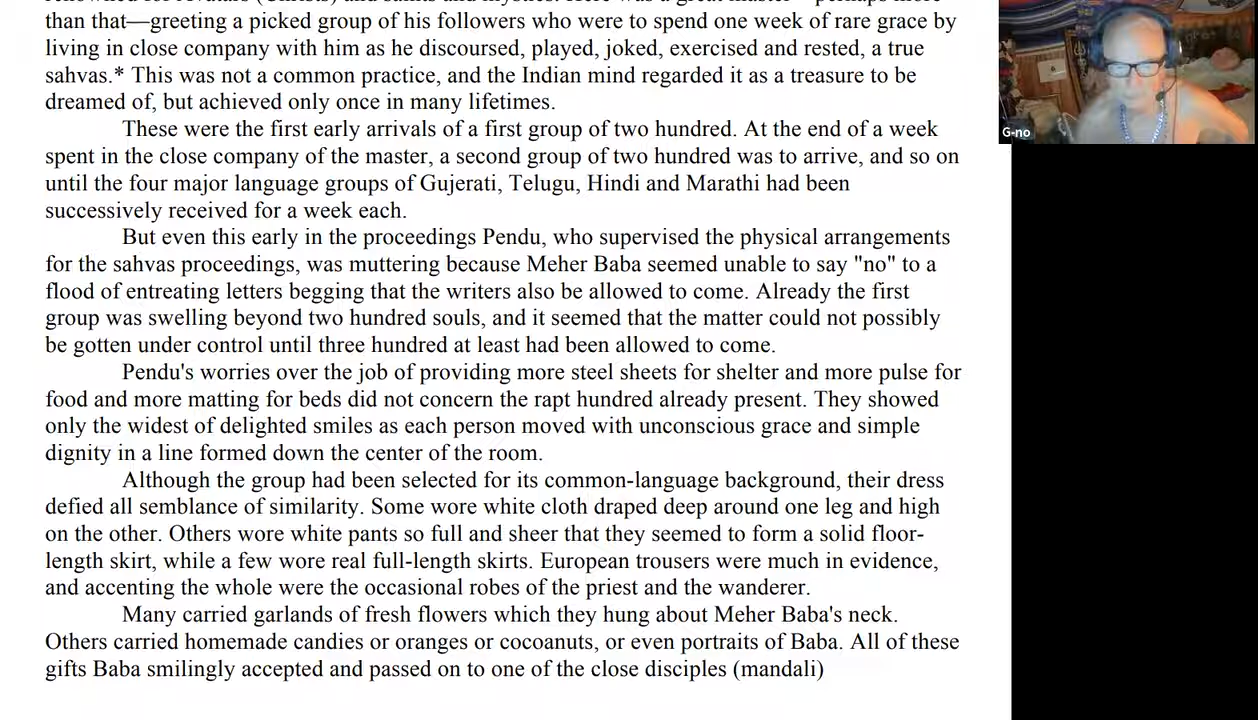 than that—greeting a picked group of his followers who were to spend one week of rare grace by
living in close company with him as he discoursed, played, joked, exercised and rested, a true
sahvas.* This was not a common practice, and the Indian mind regarded it as a treasure to be
dreamed of, but achieved only once in many lifetimes.
These were the first early arrivals of a first group of two hundred. At the end of a week
spent in the close company of the master, a second group of two hundred was to arrive, and so on
until the four major language groups of Gujerati, Telugu, Hindi and Marathi had been
successively received for a week each.
But even this early in the proceedings Pendu, who supervised the physical arrangements
for the sahvas proceedings, was muttering because Meher Baba seemed unable to say "no" to a
flood of entreating letters begging that the writers also be allowed to come. Already the first
group was swelling beyond two hundred souls, and it seemed that the matter could not possibly
be gotten under control until three hundred at least had been allowed to come.
Pendu's worries over the job of providing more steel sheets for shelter and more pulse for
food and more matting for beds did not concern the rapt hundred already present. They showed
only the widest of delighted smiles as each person moved with unconscious grace and simple
dignity in a line formed down the center of the room.
Although the group had been selected for its common-language background, their dress
defied all semblance of similarity. Some wore white cloth draped deep around one leg and high
on the other. Others wore white pants so full and sheer that they seemed to form a solid floor-
length skirt, while a few wore real full-length skirts. European trousers were much in evidence,
and accenting the whole were the occasional robes of the priest and the wanderer.
Many carried garlands of fresh flowers which they hung about Meher Baba's neck.
Others carried homemade candies or oranges or cocoanuts, or even portraits of Baba. All of these
gifts Baba smilingly accepted and passed on to one of the close disciples (mandali)
G-no